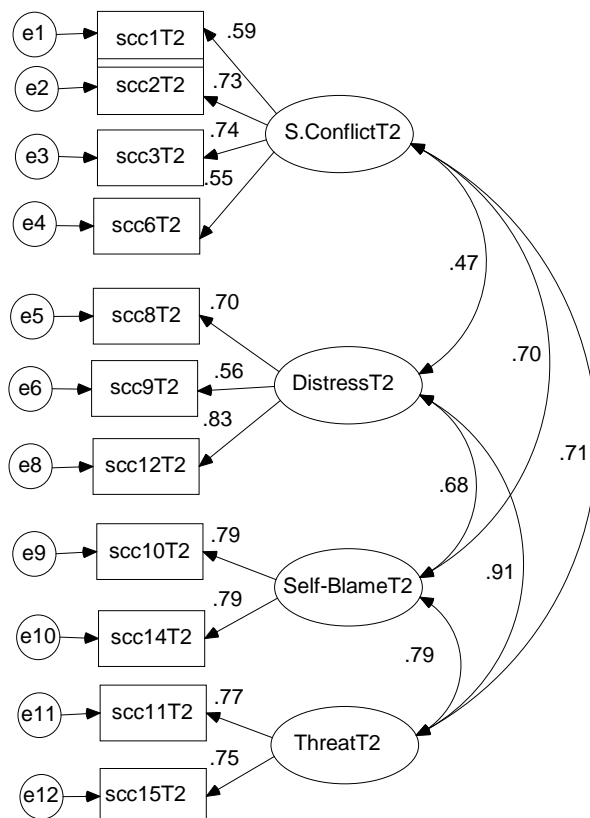 e1 scc1T2 .59
e2 scc2T2 .73
S.ConflictT2
e3 scc3T2 .74
.55
e4 scc6T2
.47
e5 scc8T2 .70
.70
e6 scc9T2 .56 DistressT2
.71
.83
e8 scc12T2
.68
e9 scc10T2 .79
.91
Self-BlameT2
e10 scc14T2 .79
.79
e11 scc11T2 .77
ThreatT2
.75
e12 scc15T2